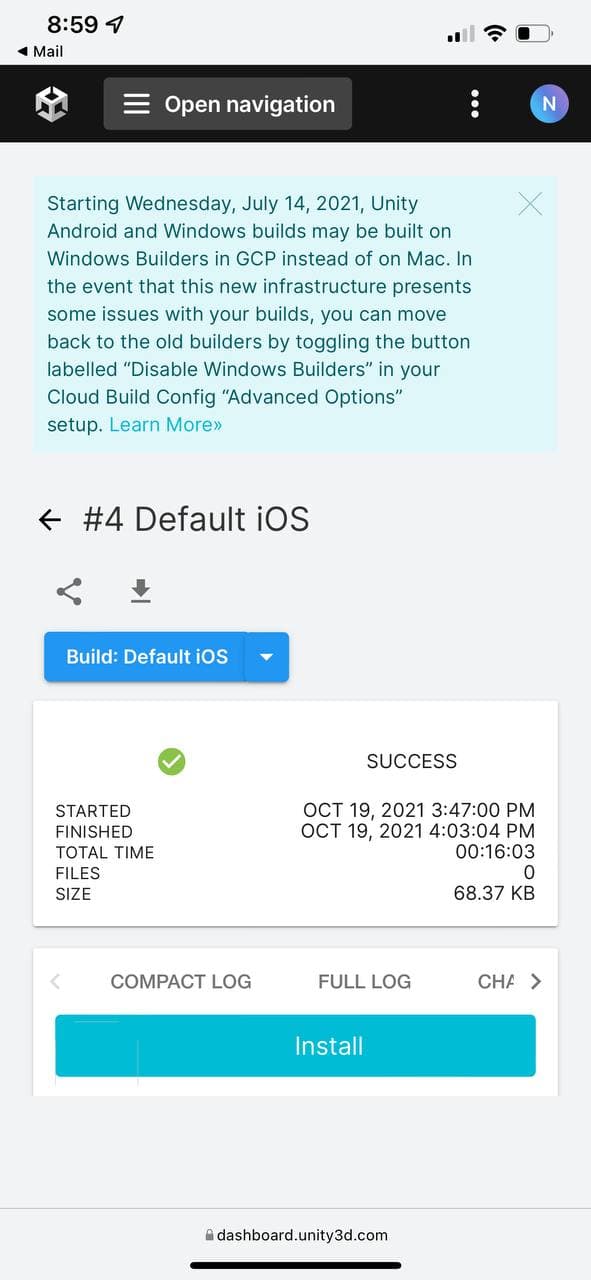 8:59
Mail
Open navigation
N
Starting Wednesday, July 14, 2021, Unity
Android and Windows builds may be built on
Windows Builders in GCP instead of on Mac. In
the event that this new infrastructure presents
some issues with your builds, you can move
back to the old builders by toggling the button
labelled “Disable Windows Builders” in your
Cloud Build Config “Advanced Options”
setup. Learn More»
#4 Default iOS
Build: Default iOS
SUCCESS
STARTED OCT 19, 2021 3:47:00 PM
FINISHED OCT 19, 2021 4:03:04 PM
TOTAL TIME 00:16:03
FILES 0
SIZE 68.37 KB
COMPACT LOG FULL LOG CHA
Install
dashboard.unity3d.com